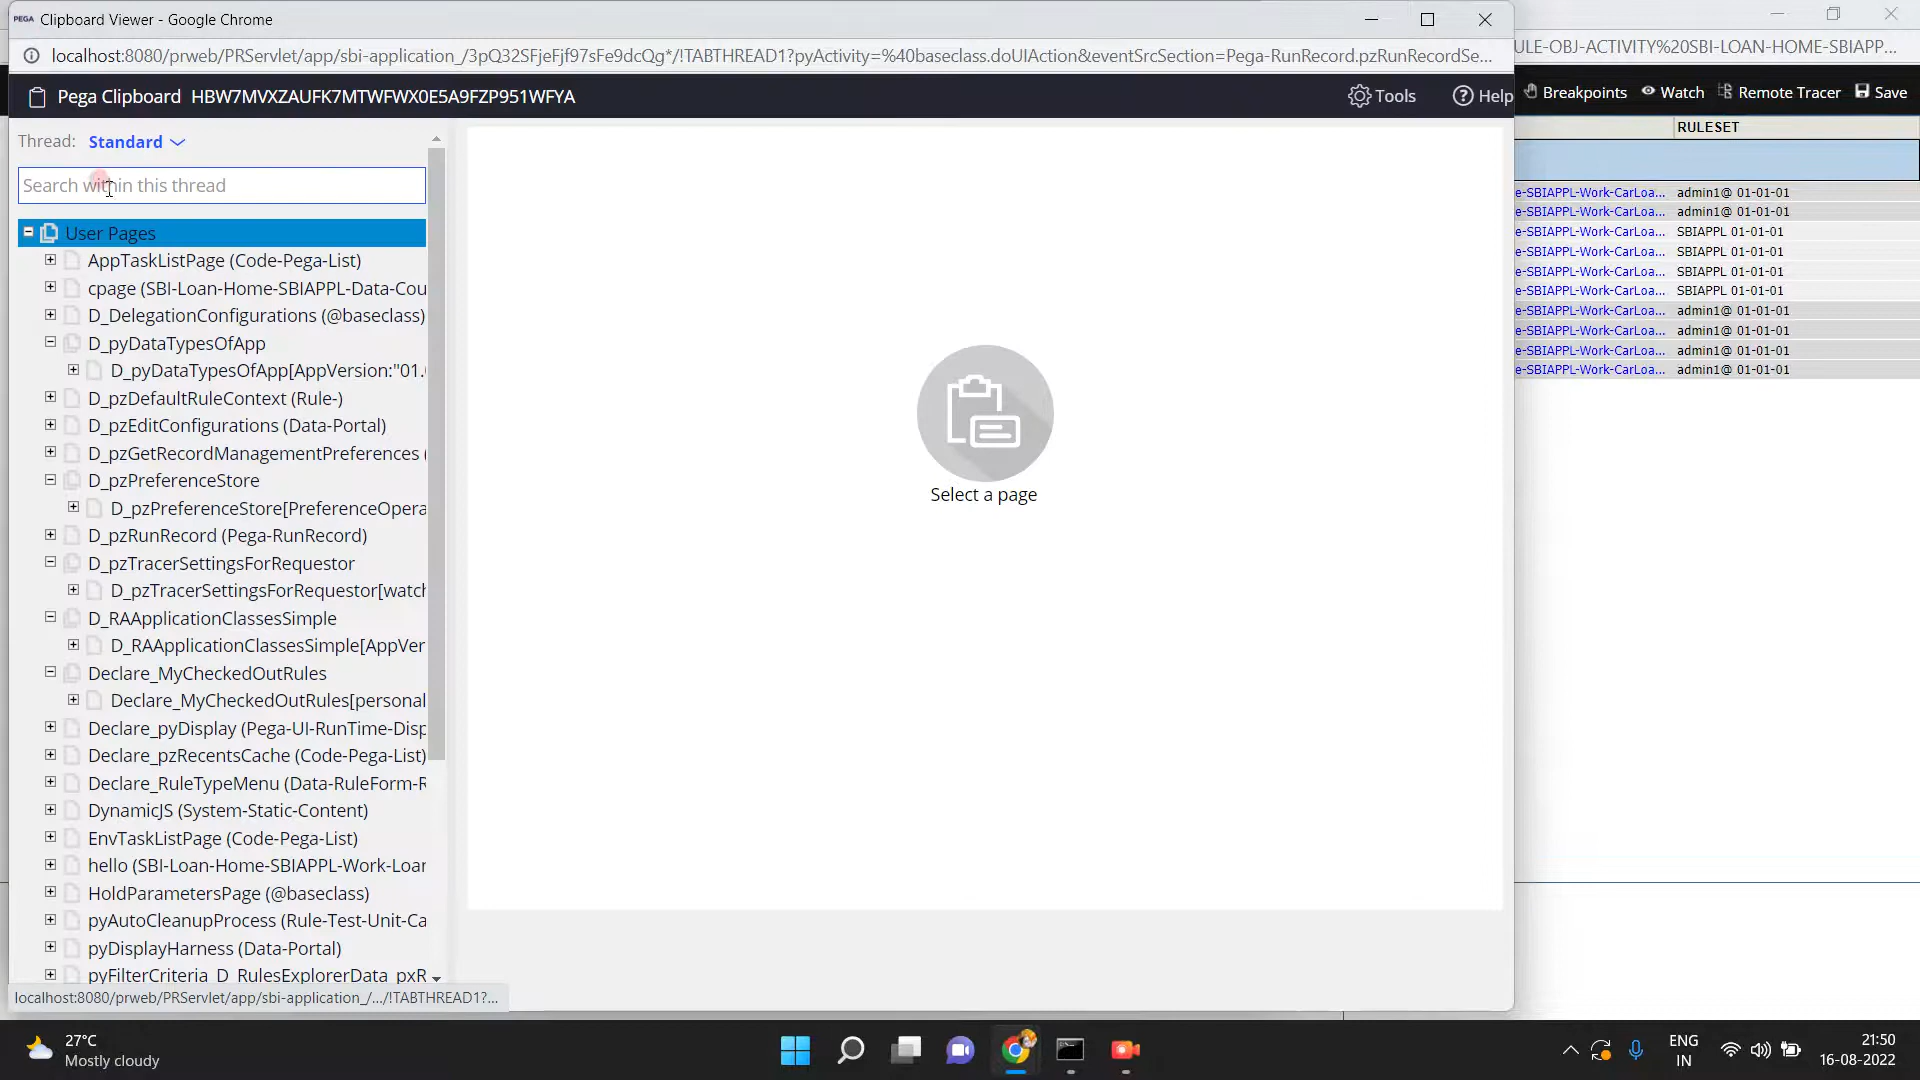 PEGA Clipboard Viewer - Google Chrome
localhost:8080/prweb/PRServlet/app/sbi-application_/3pQ32SFjeFjf97sFe9dcQg*/!TABTHREAD1?pyActivity=%40baseclass.doUIAction&eventSrcSection=Pega-RunRecord.pzRunRecordSe...
ULE-OBJ-ACTIVITY%20SBI-LOAN-HOME-SBIAPP...
Pega Clipboard HBW7MVXZAUFK7MTWFWX0E5A9FZP951WFYA
Tools
Help
Breakpoints
Watch
Remote Tracer
Save
RULESET
Thread: Standard
Search within this thread
User Pages
AppTaskListPage (Code-Pega-List)
cpage (SBI-Loan-Home-SBIAPPL-Data-Cou
D_DelegationConfigurations (@baseclass)
D_pyDataTypesOfApp
D_pyDataTypesOfApp[AppVersion:"01.
D_pzDefaultRuleContext (Rule-)
D_pzEditConfigurations (Data-Portal)
D_pzGetRecordManagementPreferences (
D_pzPreferenceStore
D_pzPreferenceStore[PreferenceOpera
D_pzRunRecord (Pega-RunRecord)
D_pzTracerSettingsForRequestor
D_pzTracerSettingsForRequestor[watch
D_RAApplicationClassesSimple
D_RAApplicationClassesSimple[AppVer
Declare_MyCheckedOutRules
Declare_MyCheckedOutRules[personal
Declare_pyDisplay (Pega-UI-RunTime-Disp
Declare_pzRecentsCache (Code-Pega-List)
Declare_RuleTypeMenu (Data-RuleForm-R
DynamicJS (System-Static-Content)
EnvTaskListPage (Code-Pega-List)
hello (SBI-Loan-Home-SBIAPPL-Work-Loar
HoldParametersPage (@baseclass)
pyAutoCleanupProcess (Rule-Test-Unit-Ca
pyDisplayHarness (Data-Portal)
pyFilterCriteria_D_RulesExplorerData_pxR
Select a page
e-SBIAPPL-Work-CarLoa... admin1@ 01-01-01
e-SBIAPPL-Work-CarLoa... admin1@ 01-01-01
e-SBIAPPL-Work-CarLoa... SBIAPPL 01-01-01
e-SBIAPPL-Work-CarLoa... SBIAPPL 01-01-01
e-SBIAPPL-Work-CarLoa... SBIAPPL 01-01-01
e-SBIAPPL-Work-CarLoa... SBIAPPL 01-01-01
e-SBIAPPL-Work-CarLoa... admin1@ 01-01-01
e-SBIAPPL-Work-CarLoa... admin1@ 01-01-01
e-SBIAPPL-Work-CarLoa... admin1@ 01-01-01
e-SBIAPPL-Work-CarLoa... admin1@ 01-01-01
localhost:8080/prweb/PRServlet/app/sbi-application_/.../!TABTHREAD1?...
27°C
Mostly cloudy
ENG
IN
21:50
16-08-2022